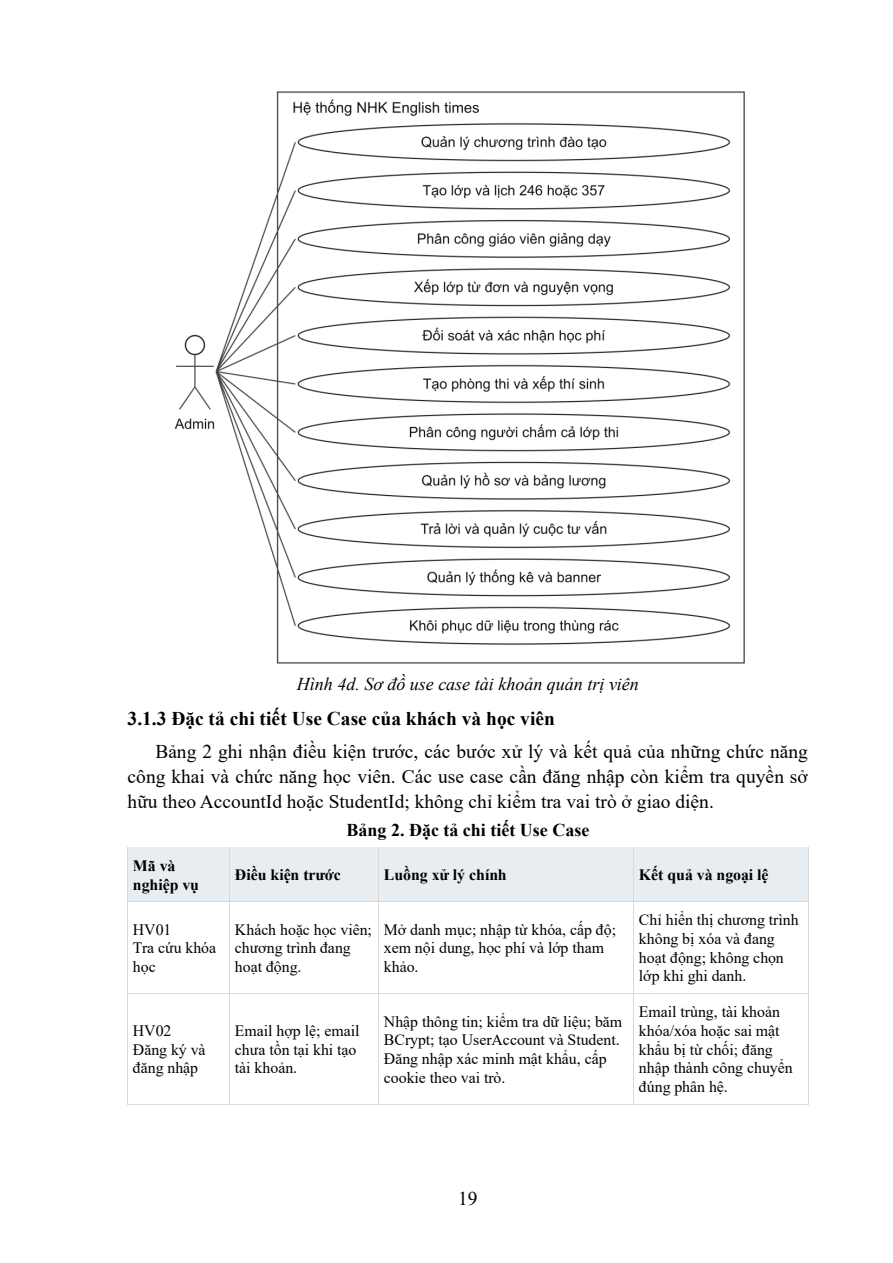 Hệ thống NHK English times
Quản lý chương trình đào tạo
Tạo lớp và lịch 246 hoặc 357
Phân công giáo viên giảng dạy
Xếp lớp từ đơn và nguyện vọng
Đối soát và xác nhận học phí
Tạo phòng thi và xếp thí sinh
Phân công người chấm cả lớp thi
Quản lý hồ sơ và bảng lương
Trả lời và quản lý cuộc tư vấn
Quản lý thống kê và banner
Khôi phục dữ liệu trong thùng rác
Admin
Hình 4d. Sơ đồ use case tài khoản quản trị viên
3.1.3 Đặc tả chi tiết Use Case của khách và học viên
Bảng 2 ghi nhận điều kiện trước, các bước xử lý và kết quả của những chức năng
công khai và chức năng học viên. Các use case cần đăng nhập còn kiểm tra quyền sở
hữu theo AccountId hoặc StudentId; không chỉ kiểm tra vai trò ở giao diện.
Bảng 2. Đặc tả chi tiết Use Case
Mã và
nghiệp vụ
Điều kiện trước
Luồng xử lý chính
Kết quả và ngoại lệ
HV01
Tra cứu khóa
học
Khách hoặc học viên;
chương trình đang
hoạt động.
Mở danh mục; nhập từ khóa, cấp độ;
xem nội dung, học phí và lớp tham
khảo.
Chỉ hiển thị chương trình
không bị xóa và đang
hoạt động; không chọn
lớp khi ghi danh.
HV02
Đăng ký và
đăng nhập
Email hợp lệ; email
chưa tồn tại khi tạo
tài khoản.
Nhập thông tin; kiểm tra dữ liệu; băm
BCrypt; tạo UserAccount và Student.
Đăng nhập xác minh mật khẩu, cấp
cookie theo vai trò.
Email trùng, tài khoản
khóa/xóa hoặc sai mật
khẩu bị từ chối; đăng
nhập thành công chuyển
đúng phân hệ.
19